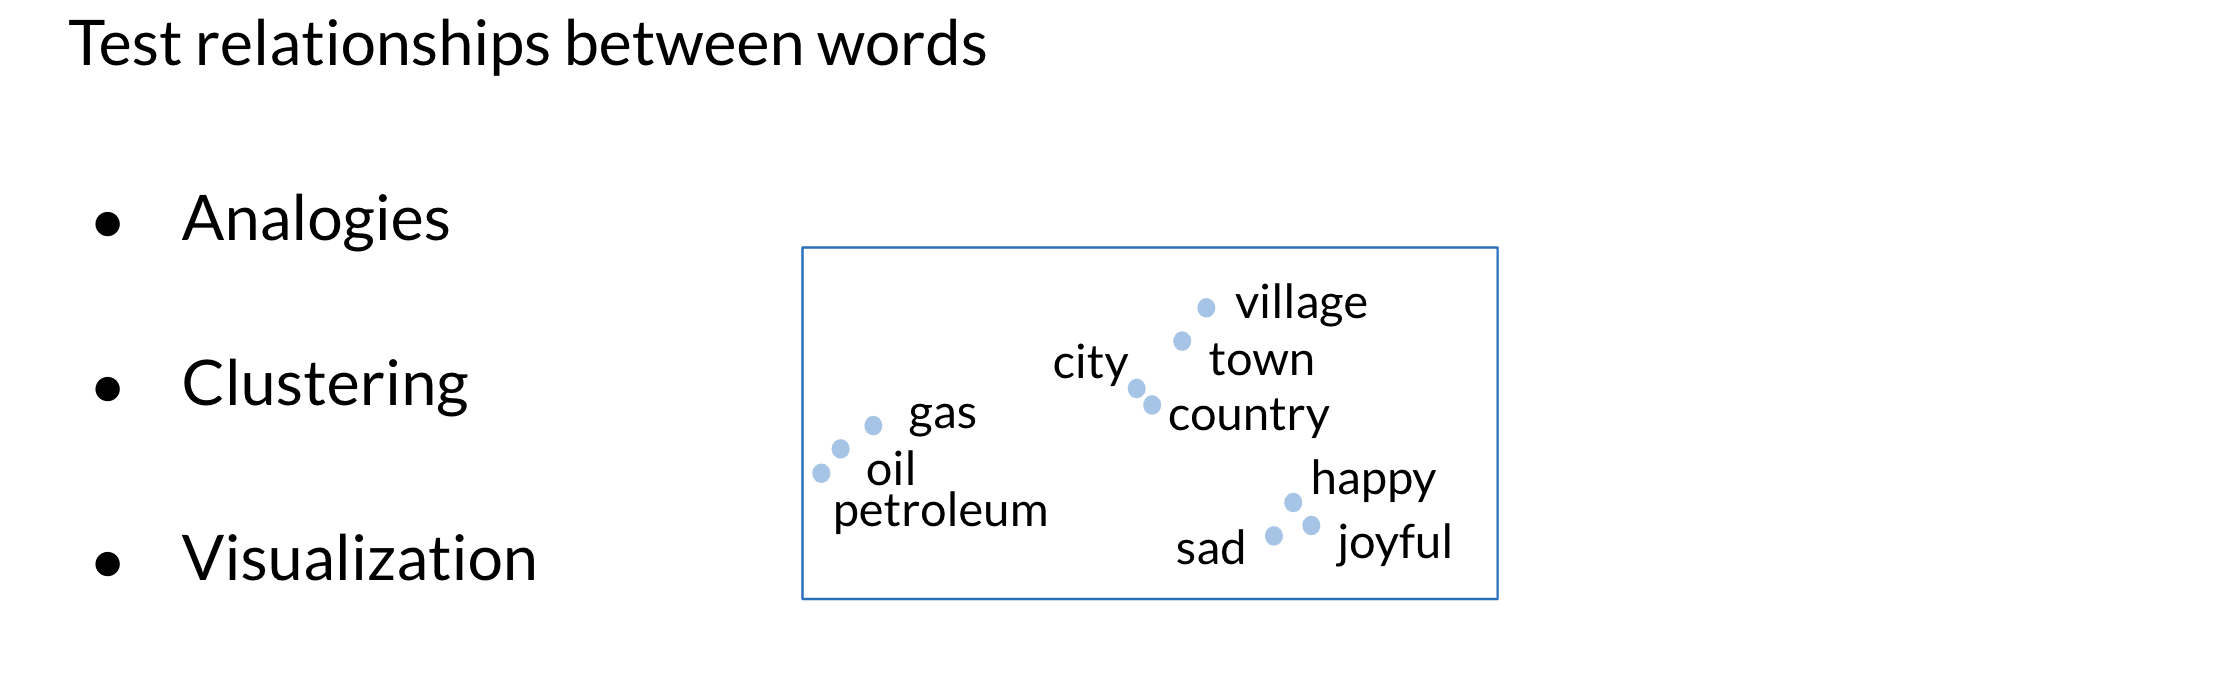 Test relationships between words
● Analogies
● Clustering
● Visualization
village
city
town
gas
country
oil
happy
petroleum
sad
joyful